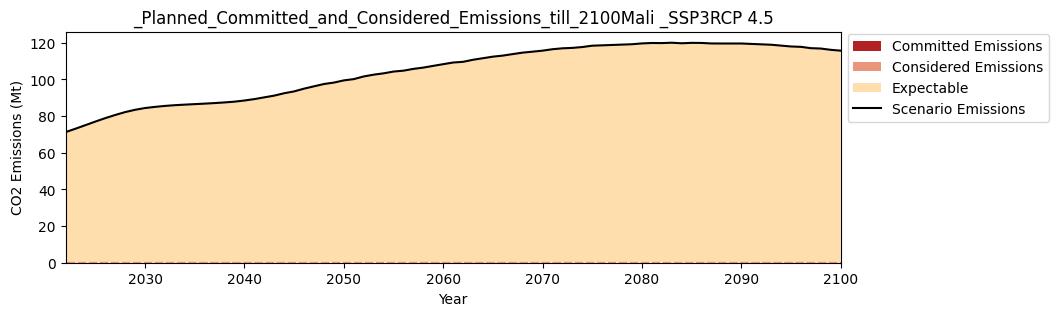 _Planned_Committed_and_Considered_Emissions_till_2100Mali _SSP3RCP 4.5
120
100
80
60
40
20
0
CO2 Emissions (Mt)
2030 2040 2050 2060 2070 2080 2090 2100
Year
Committed Emissions
Considered Emissions
Expectable
Scenario Emissions